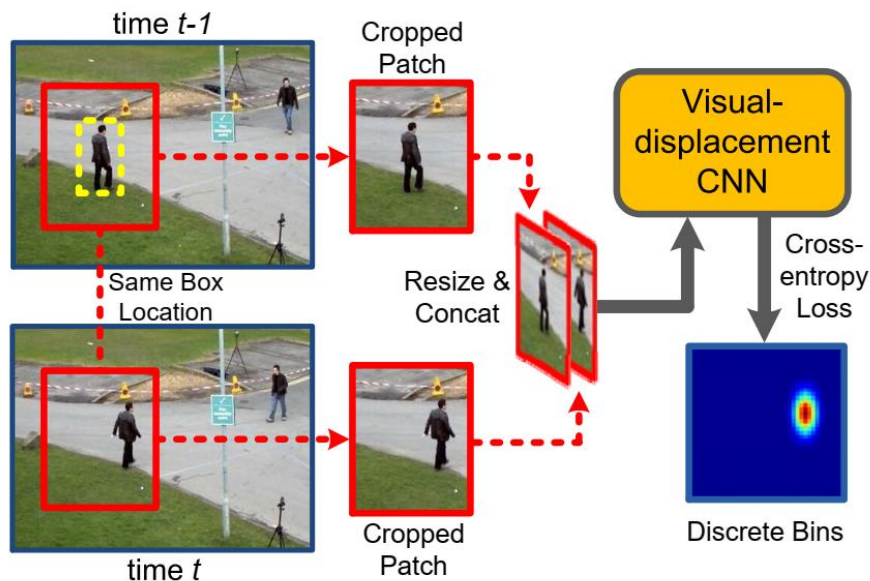 time t-1
Cropped
Patch
Visual-
displacement
CNN
Same Box
Location
Resize &
Concat
Cross-
entropy
Loss
Cropped
Patch
Discrete Bins
time t